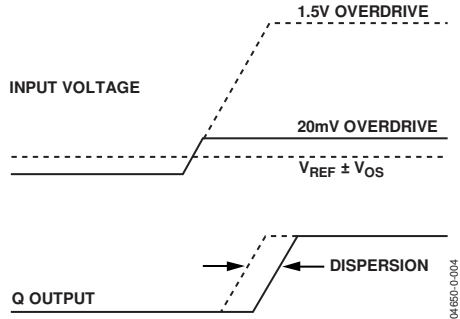 1.5V OVERDRIVE
INPUT VOLTAGE
20mV OVERDRIVE
VREF ± VOS
DISPERSION
Q OUTPUT
04650-0-004